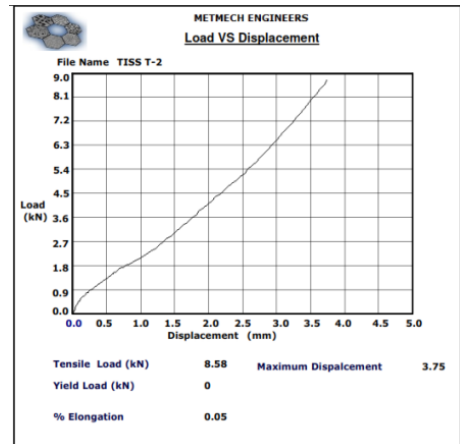 METMECH ENGINEERS
Load VS Displacement
File Name TISS T-2
9.0
8.1
7.2
6.3
5.4
4.5
Load
(kN)
3.6
2.7
1.8
0.9
0.0
0.0 0.5 1.0 1.5 2.0 2.5 3.0 3.5 4.0 4.5 5.0
Displacement (mm)
Tensile Load (kN) 8.58 Maximum Dispalcement 3.75
Yield Load (kN) 0
% Elongation 0.05